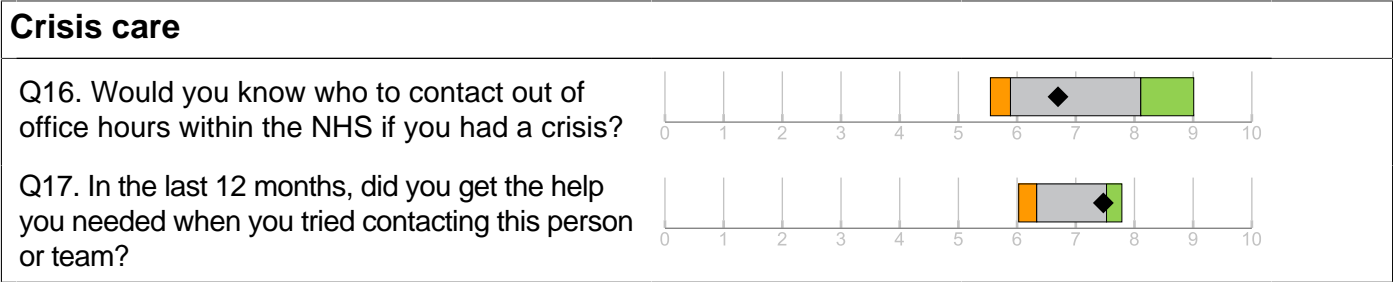 Crisis care
Q16. Would you know who to contact out of
office hours within the NHS if you had a crisis?
0 1 2 3 4 5 6 7 8 9 10
Q17. In the last 12 months, did you get the help
you needed when you tried contacting this person
or team?
0 1 2 3 4 5 6 7 8 9 10